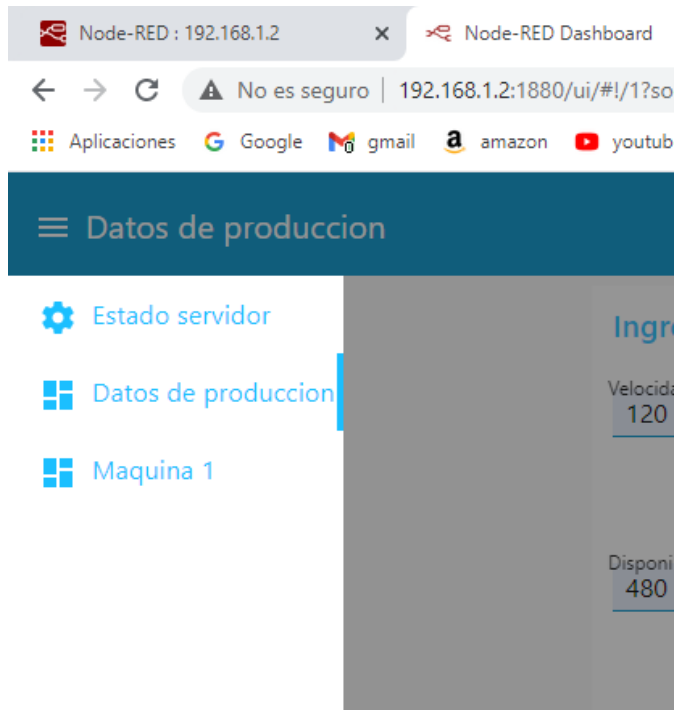 Node-RED : 192.168.1.2
Node-RED Dashboard
No es seguro | 192.168.1.2:1880/ui/#!/1?so
Aplicaciones Google gmail amazon youtub
Datos de produccion
Estado servidor
Datos de produccion
Maquina 1
Ingr
Velocida
120
Disponi
480